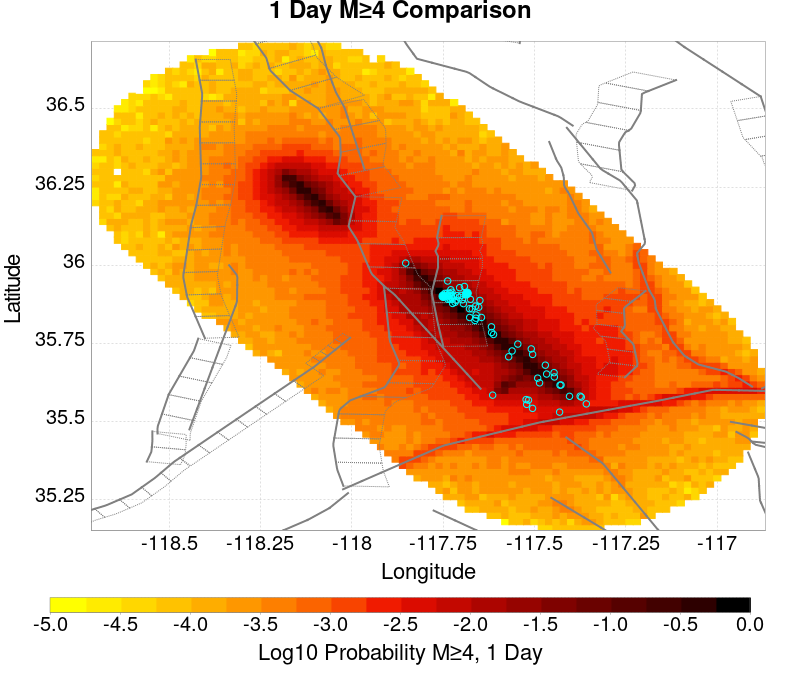 1 Day M≥4 Comparison
36.5
36.25
36
35.75
35.5
35.25
Latitude
-118.5 -118.25 -118 -117.75 -117.5 -117.25 -117
Longitude
-5.0 -4.5 -4.0 -3.5 -3.0 -2.5 -2.0 -1.5 -1.0 -0.5 0.0
Log10 Probability M≥4, 1 Day